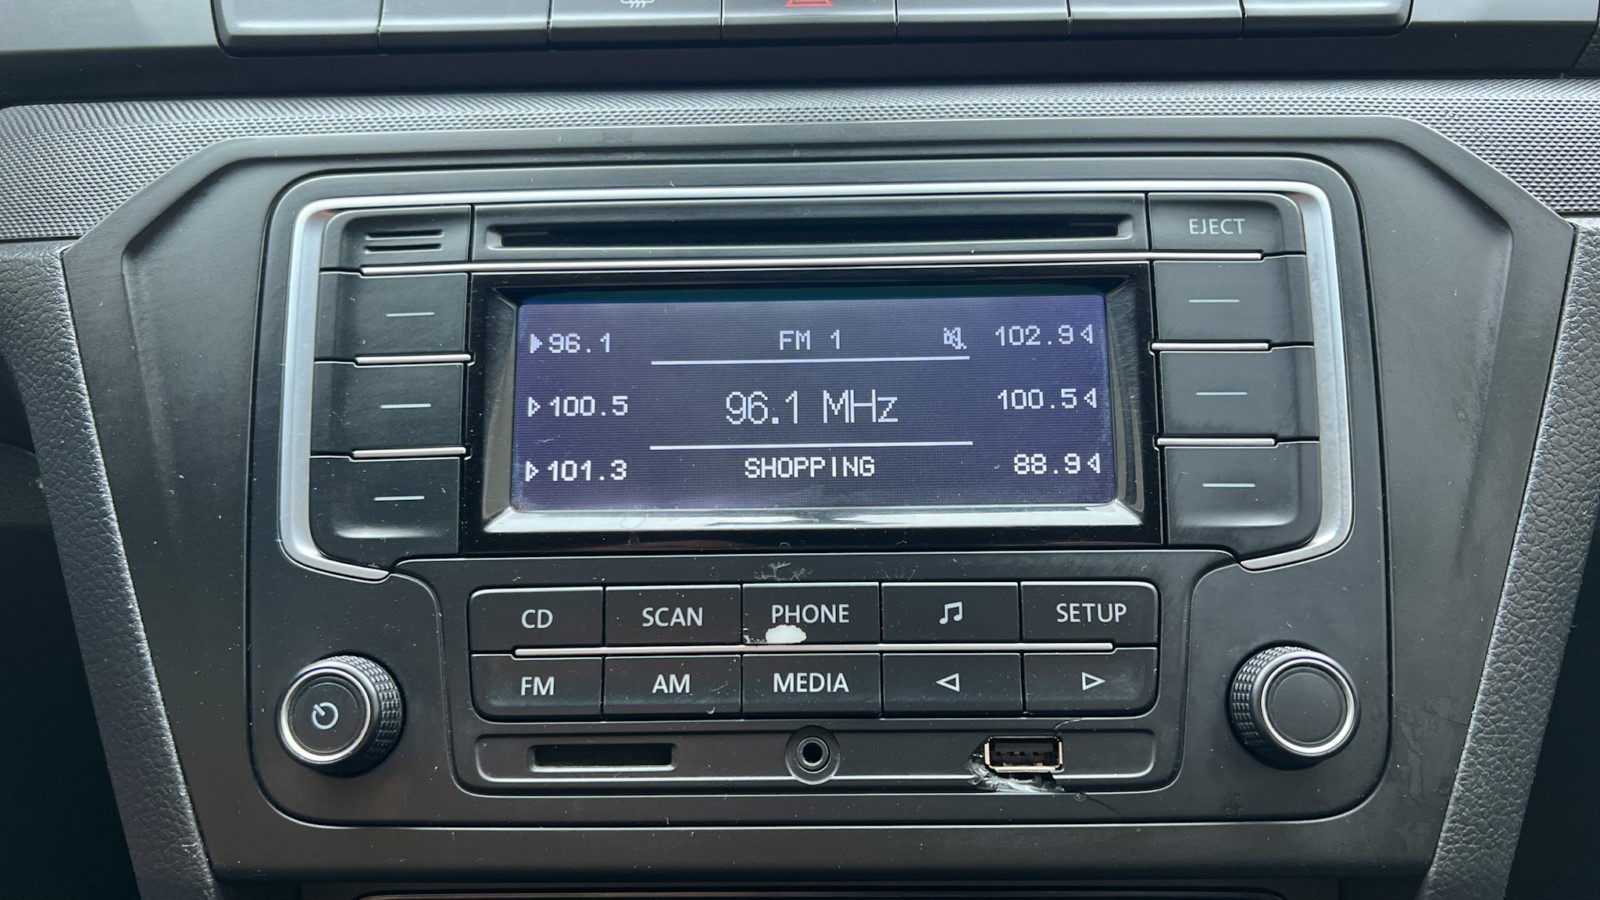 EJECT
96.1 FM 1 102.9
100.5 96.1 MHz 100.5
101.3 SHOPPING 88.9
CD SCAN PHONE SETUP
FM AM MEDIA